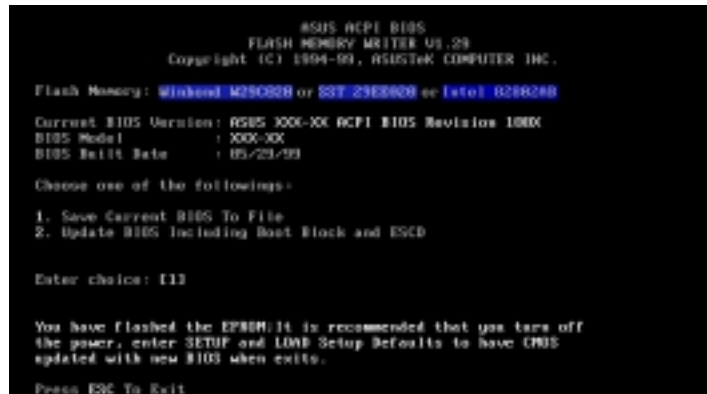 ASUS ACPI BIOS
FLASH MEMORY WRITER V1.29
Copyright (C) 1994-99, ASUSTeK COMPUTER INC.
Flash Memory: Winbond W29C020 or SST 29EE020 or Intel 82802AB
Current BIOS Version: ASUS XXX-XX ACPI BIOS Revision 100X
BIOS Model : XXX-XX
BIOS Built Date : 05/29/99
Choose one of the followings:
1. Save Current BIOS To File
2. Update BIOS Including Boot Block and ESCD
Enter choice: [1]
You have flashed the EPROM;It is recommended that you turn off
the power, enter SETUP and LOAD Setup Defaults to have CMOS
updated with new BIOS when exits.
Press ESC To Exit